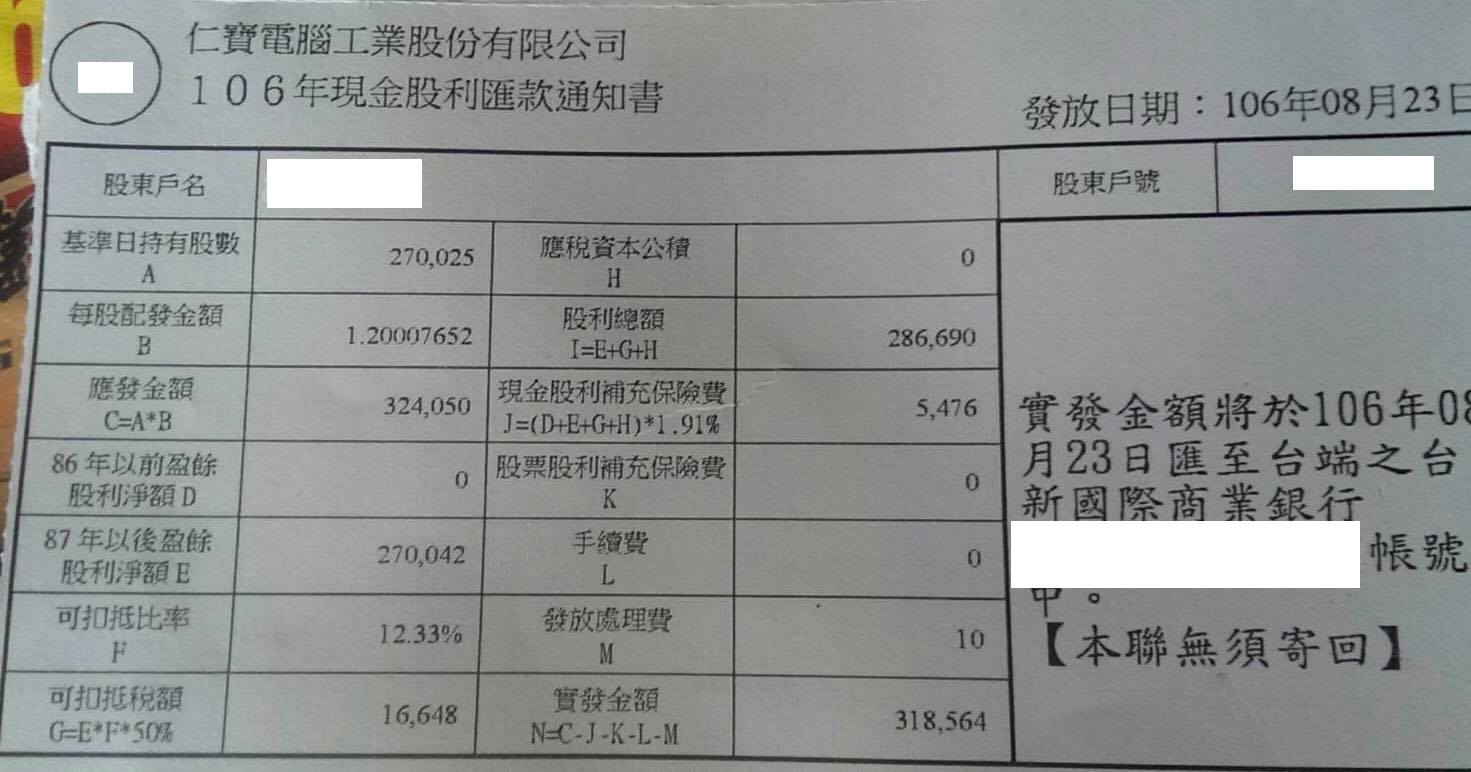 仁寶電腦工業股份有限公司
106年現金股利匯款通知書
發放日期：106年08月23日
股東戶名
股東戶號
基準日持有股數
A
270,025
應稅資本公積
H
0
每股配發金額
B
1.20007652
股利總額
I=E+G+H
286,690
應發金額
C=A*B
324,050
現金股利補充保險費
J=(D+E+G+H)*1.91%
5,476
86年以前盈餘
股利淨額D
0
股票股利補充保險費
K
0
87年以後盈餘
股利淨額E
270,042
手續費
L
0
可扣抵比率
F
12.33%
發放處理費
M
10
可扣抵稅額
G=E*F*50%
16,648
實發金額
N=C-J-K-L-M
318,564
實發金額將於106年08
月23日匯至台端之台
新國際商業銀行
帳號
中。
【本聯無須寄回】